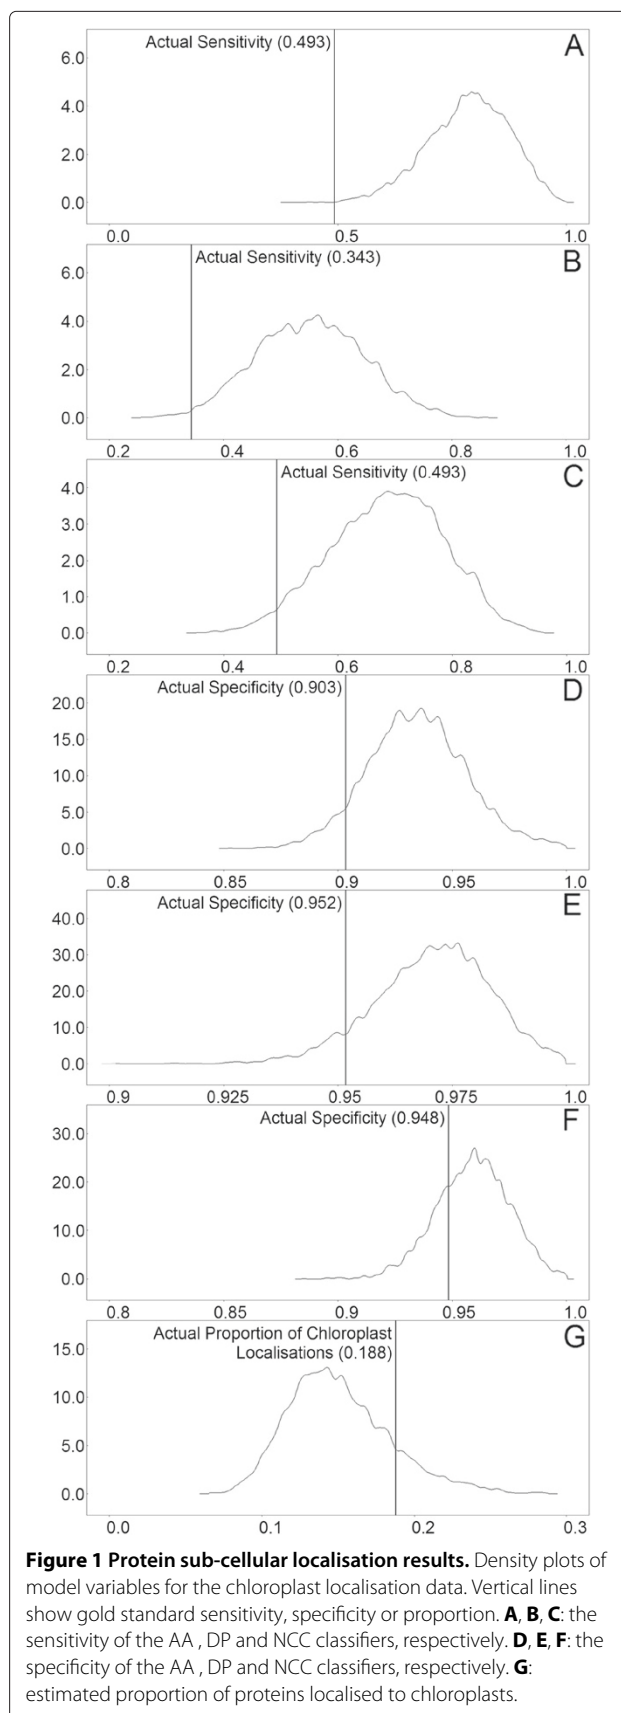 Actual Sensitivity (0.493)
A
6.0
4.0
2.0
0.0
0.0 0.5 1.0
Actual Sensitivity (0.343)
B
6.0
4.0
2.0
0.0
0.2 0.4 0.6 0.8 1.0
Actual Sensitivity (0.493)
C
4.0
3.0
2.0
1.0
0.0
0.2 0.4 0.6 0.8 1.0
Actual Specificity (0.903)
D
20.0
15.0
10.0
5.0
0.0
0.8 0.85 0.9 0.95 1.0
Actual Specificity (0.952)
E
40.0
30.0
20.0
10.0
0.0
0.9 0.925 0.95 0.975 1.0
Actual Specificity (0.948)
F
30.0
20.0
10.0
0.0
0.8 0.85 0.9 0.95 1.0
Actual Proportion of Chloroplast
Localisations (0.188)
G
15.0
10.0
5.0
0.0
0.0 0.1 0.2 0.3
Figure 1 Protein sub-cellular localisation results. Density plots of
model variables for the chloroplast localisation data. Vertical lines
show gold standard sensitivity, specificity or proportion. A, B, C: the
sensitivity of the AA , DP and NCC classifiers, respectively. D, E, F: the
specificity of the AA , DP and NCC classifiers, respectively. G:
estimated proportion of proteins localised to chloroplasts.